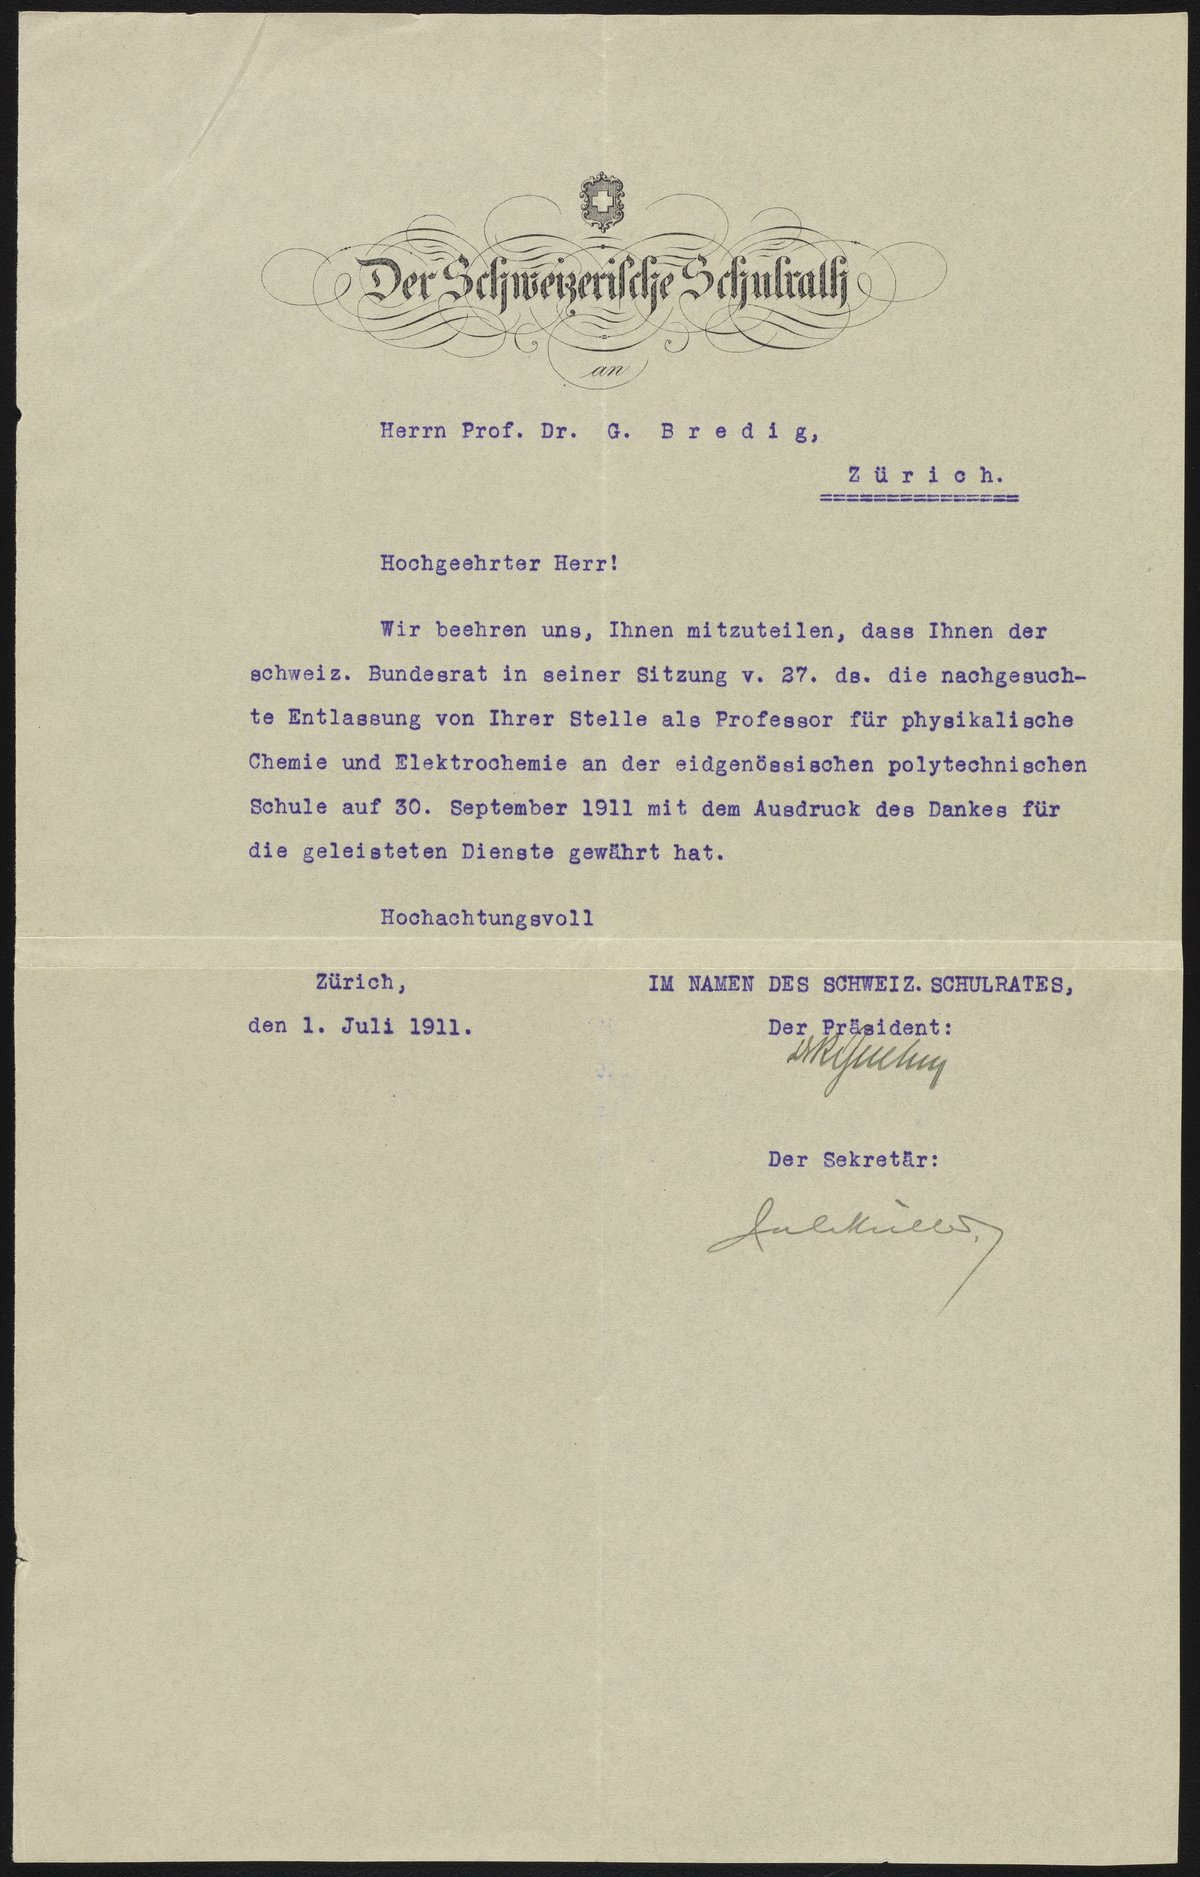 Der Schweizerische Schulrath
an
Herrn Prof. Dr. G. Bredig,
Zürich.
Hochgeehrter Herr!
Wir beehren uns, Ihnen mitzuteilen, dass Ihnen der
schweiz. Bundesrat in seiner Sitzung v. 27. ds. die nachgesuch-
te Entlassung von Ihrer Stelle als Professor für physikalische
Chemie und Elektrochemie an der eidgenössischen polytechnischen
Schule auf 30. September 1911 mit dem Ausdruck des Dankes für
die geleisteten Dienste gewährt hat.
Hochachtungsvoll
Zürich,
den 1. Juli 1911.
IM NAMEN DES SCHWEIZ. SCHULRATES,
Der Präsident:
Der Sekretär: